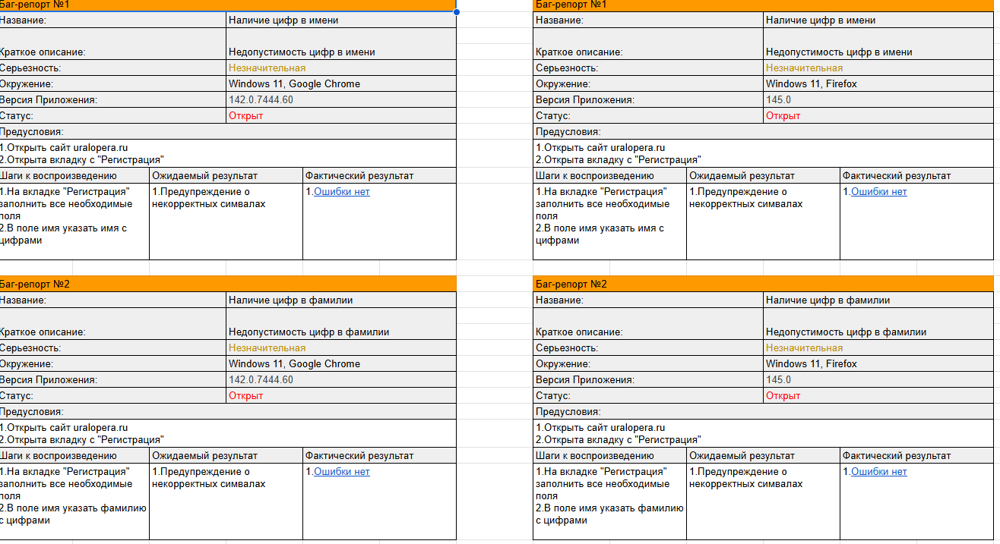 Баг-репорт №1
Название: Наличие цифр в имени
Краткое описание: Недопустимость цифр в имени
Серьезность: Незначительная
Окружение: Windows 11, Google Chrome
Версия Приложения: 142.0.7444.60
Статус: Открыт
Предусловия:
1.Открыть сайт uralopera.ru
2.Открыта вкладку с "Регистрация"
Шаги к воспроизведению
1.На вкладке "Регистрация"
заполнить все необходимые
поля
2.В поле имя указать имя с
цифрами
Ожидаемый результат
1.Предупреждение о
некорректных симвалах
Фактический результат
1.Ошибки нет
Баг-репорт №1
Название: Наличие цифр в имени
Краткое описание: Недопустимость цифр в имени
Серьезность: Незначительная
Окружение: Windows 11, Firefox
Версия Приложения: 145.0
Статус: Открыт
Предусловия:
1.Открыть сайт uralopera.ru
2.Открыта вкладку с "Регистрация"
Шаги к воспроизведению
1.На вкладке "Регистрация"
заполнить все необходимые
поля
2.В поле имя указать имя с
цифрами
Ожидаемый результат
1.Предупреждение о
некорректных симвалах
Фактический результат
1.Ошибки нет
Баг-репорт №2
Название: Наличие цифр в фамилии
Краткое описание: Недопустимость цифр в фамилии
Серьезность: Незначительная
Окружение: Windows 11, Google Chrome
Версия Приложения: 142.0.7444.60
Статус: Открыт
Предусловия:
1.Открыть сайт uralopera.ru
2.Открыта вкладку с "Регистрация"
Шаги к воспроизведению
1.На вкладке "Регистрация"
заполнить все необходимые
поля
2.В поле имя указать фамилию
с цифрами
Ожидаемый результат
1.Предупреждение о
некорректных симвалах
Фактический результат
1.Ошибки нет
Баг-репорт №2
Название: Наличие цифр в фамилии
Краткое описание: Недопустимость цифр в фамилии
Серьезность: Незначительная
Окружение: Windows 11, Firefox
Версия Приложения: 145.0
Статус: Открыт
Предусловия:
1.Открыть сайт uralopera.ru
2.Открыта вкладку с "Регистрация"
Шаги к воспроизведению
1.На вкладке "Регистрация"
заполнить все необходимые
поля
2.В поле имя указать фамилию
с цифрами
Ожидаемый результат
1.Предупреждение о
некорректных симвалах
Фактический результат
1.Ошибки нет